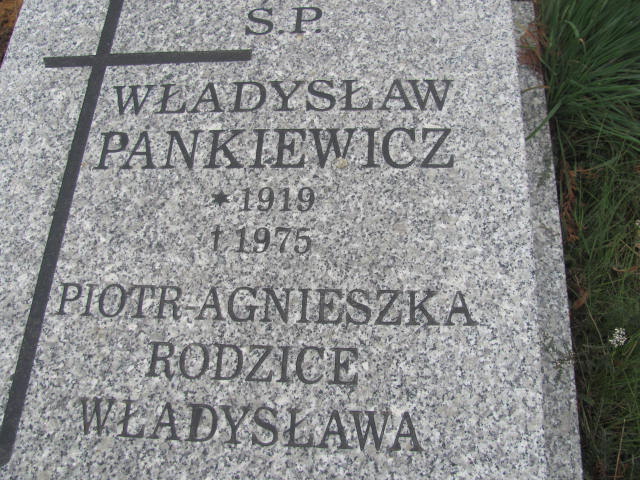 Ś.P.
WŁADYSŁAW
PANKIEWICZ
* 1919
† 1975
PIOTR-AGNIESZKA
RODZICE
WŁADYSŁAWA